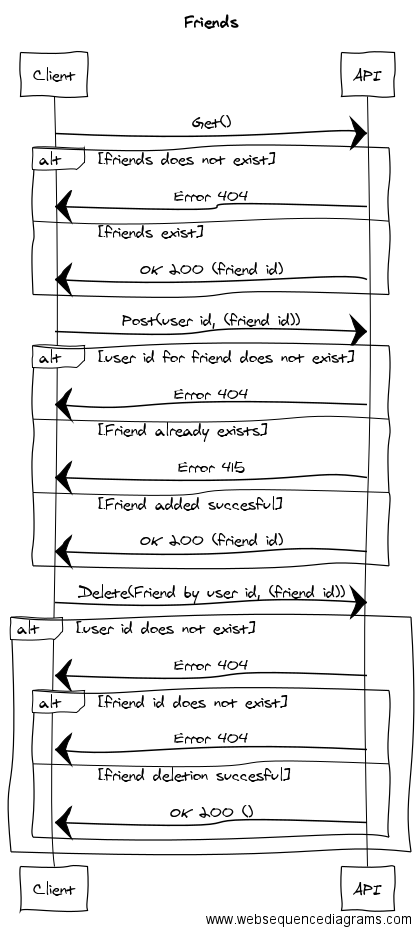 Friends
Client API
Get()
alt [friends does not exist]
Error 404
[friends exist]
OK 200 (friend id)
Post(user id, (friend id))
alt [user id for friend does not exist]
Error 404
[Friend already exists]
Error 415
[Friend added succesful]
OK 200 (friend id)
Delete(Friend by user id, (friend id))
alt [user id does not exist]
Error 404
alt [friend id does not exist]
Error 404
[friend deletion succesful]
OK 200 ()
Client API
www.websequencediagrams.com